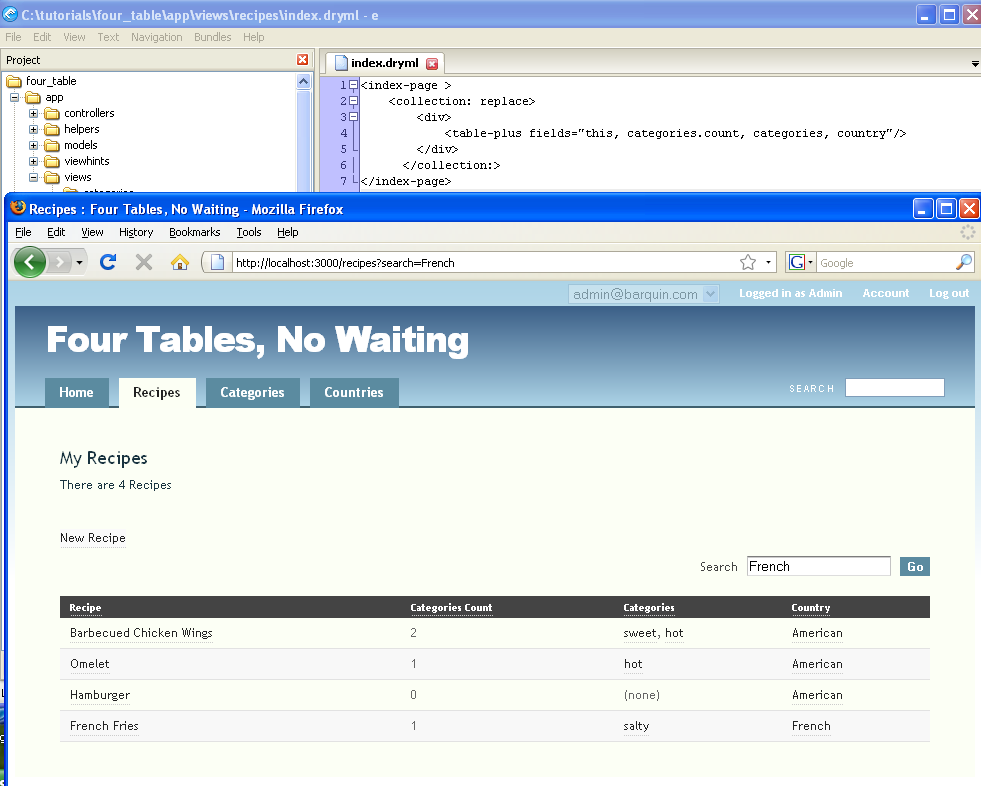 C:\tutorials\four_table\app\views\recipes\index.dryml - e
File Edit View Text Navigation Bundles Help
Project
four_table
app
controllers
helpers
models
viewhints
views
index.dryml
1 <index-page >
2 <collection: replace>
3 <div>
4 <table-plus fields="this, categories.count, categories, country"/>
5 </div>
6 </collection:>
7 </index-page>
Recipes : Four Tables, No Waiting - Mozilla Firefox
File Edit View History Bookmarks Tools Help
http://localhost:3000/recipes?search=French
G Google
admin@barquin.com Logged in as Admin Account Log out
Four Tables, No Waiting
Home Recipes Categories Countries SEARCH
My Recipes
There are 4 Recipes
New Recipe
Search French Go
Recipe Categories Count Categories Country
Barbecued Chicken Wings 2 sweet, hot American
Omelet 1 hot American
Hamburger 0 (none) American
French Fries 1 salty French